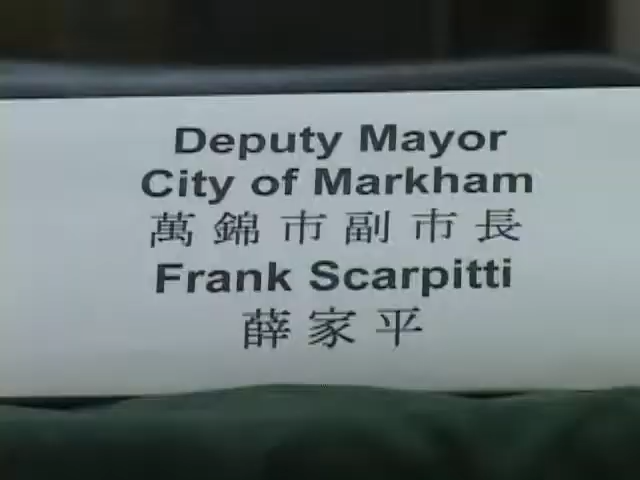 Deputy Mayor
City of Markham
萬錦市副市長
Frank Scarpitti
薛家平